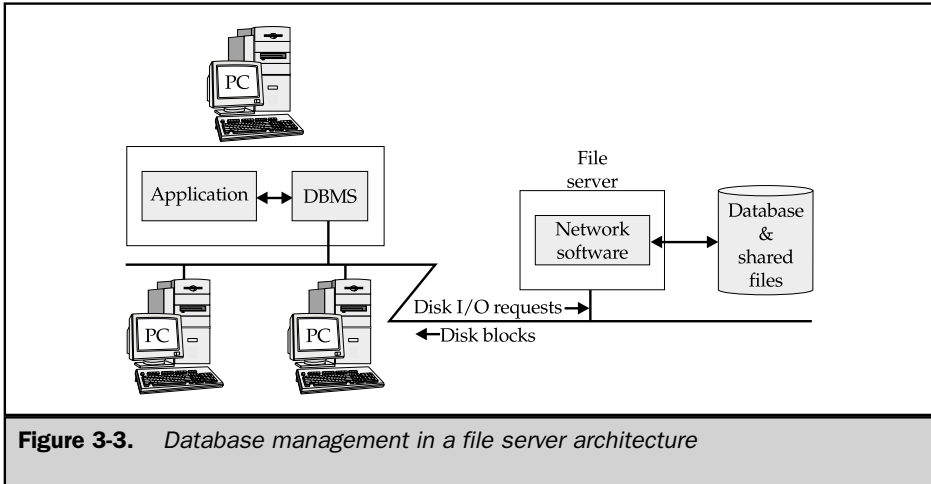 PC
Application
DBMS
File
server
Network
software
Database
&
shared
files
PC
PC
Disk I/O requests
Disk blocks
Figure 3-3. Database management in a file server architecture